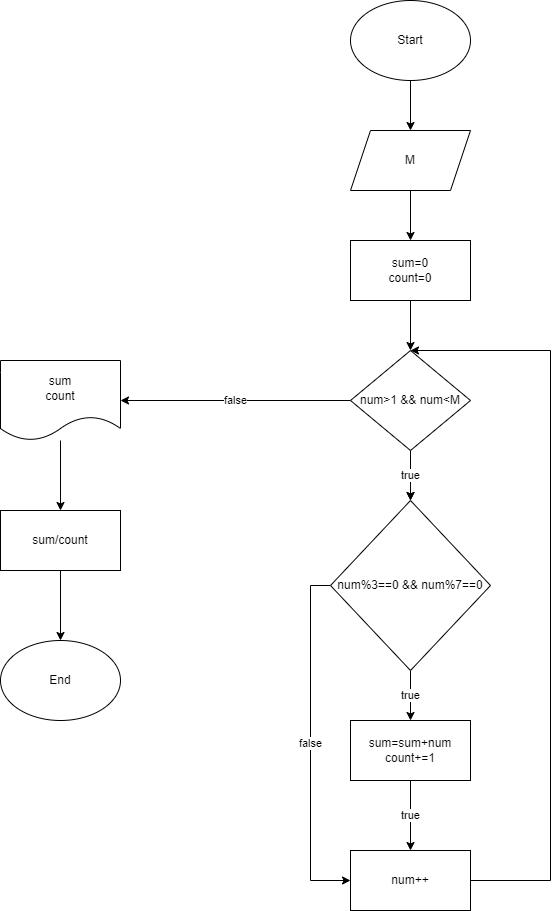 Start
M
sum=0
count=0
num>1 && num<M
false
sum
count
true
sum/count
num%3==0 && num%7==0
End
true
false
sum=sum+num
count+=1
true
num++